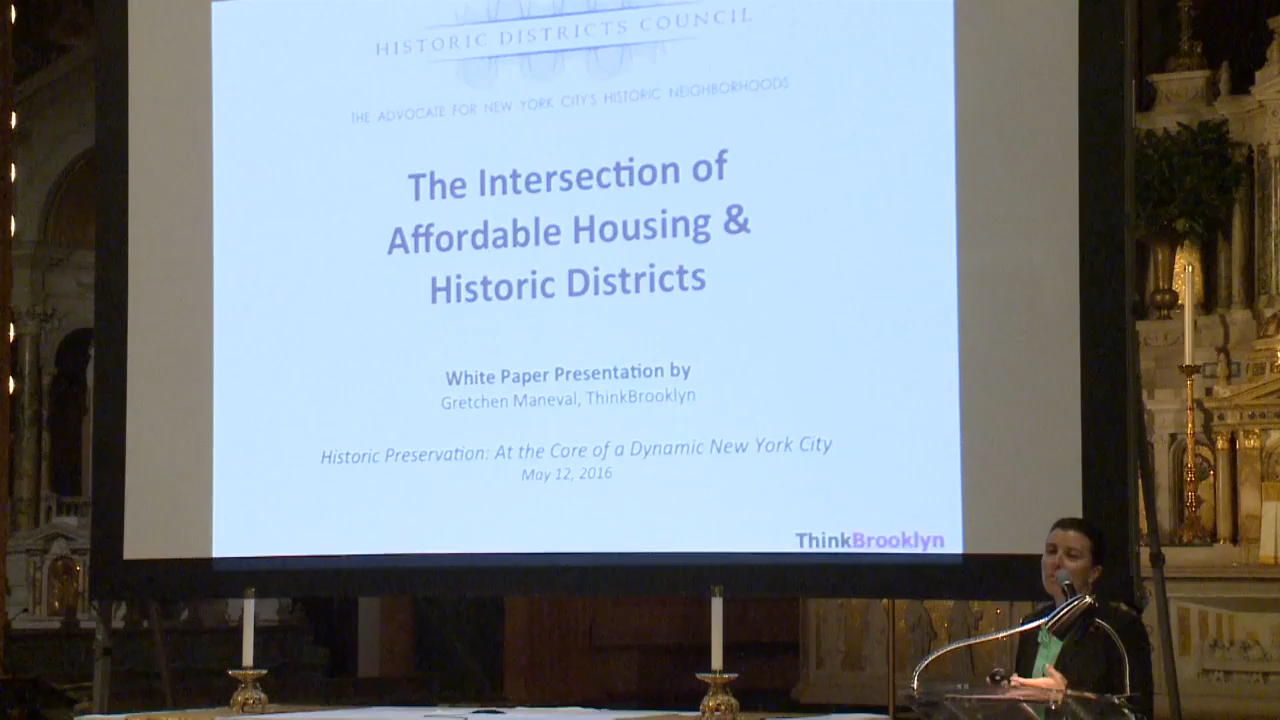 HISTORIC DISTRICTS COUNCIL
THE ADVOCATE FOR NEW YORK CITY'S HISTORIC NEIGHBORHOODS
The Intersection of
Affordable Housing &
Historic Districts
White Paper Presentation by
Gretchen Maneval, ThinkBrooklyn
Historic Preservation: At the Core of a Dynamic New York City
May 12, 2016
ThinkBrooklyn